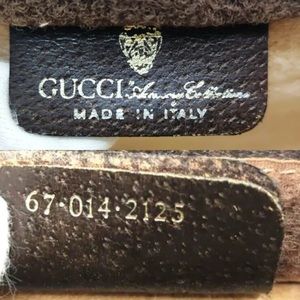 GUCCI Accessory Collection
MADE IN ITALY
67·014·2125